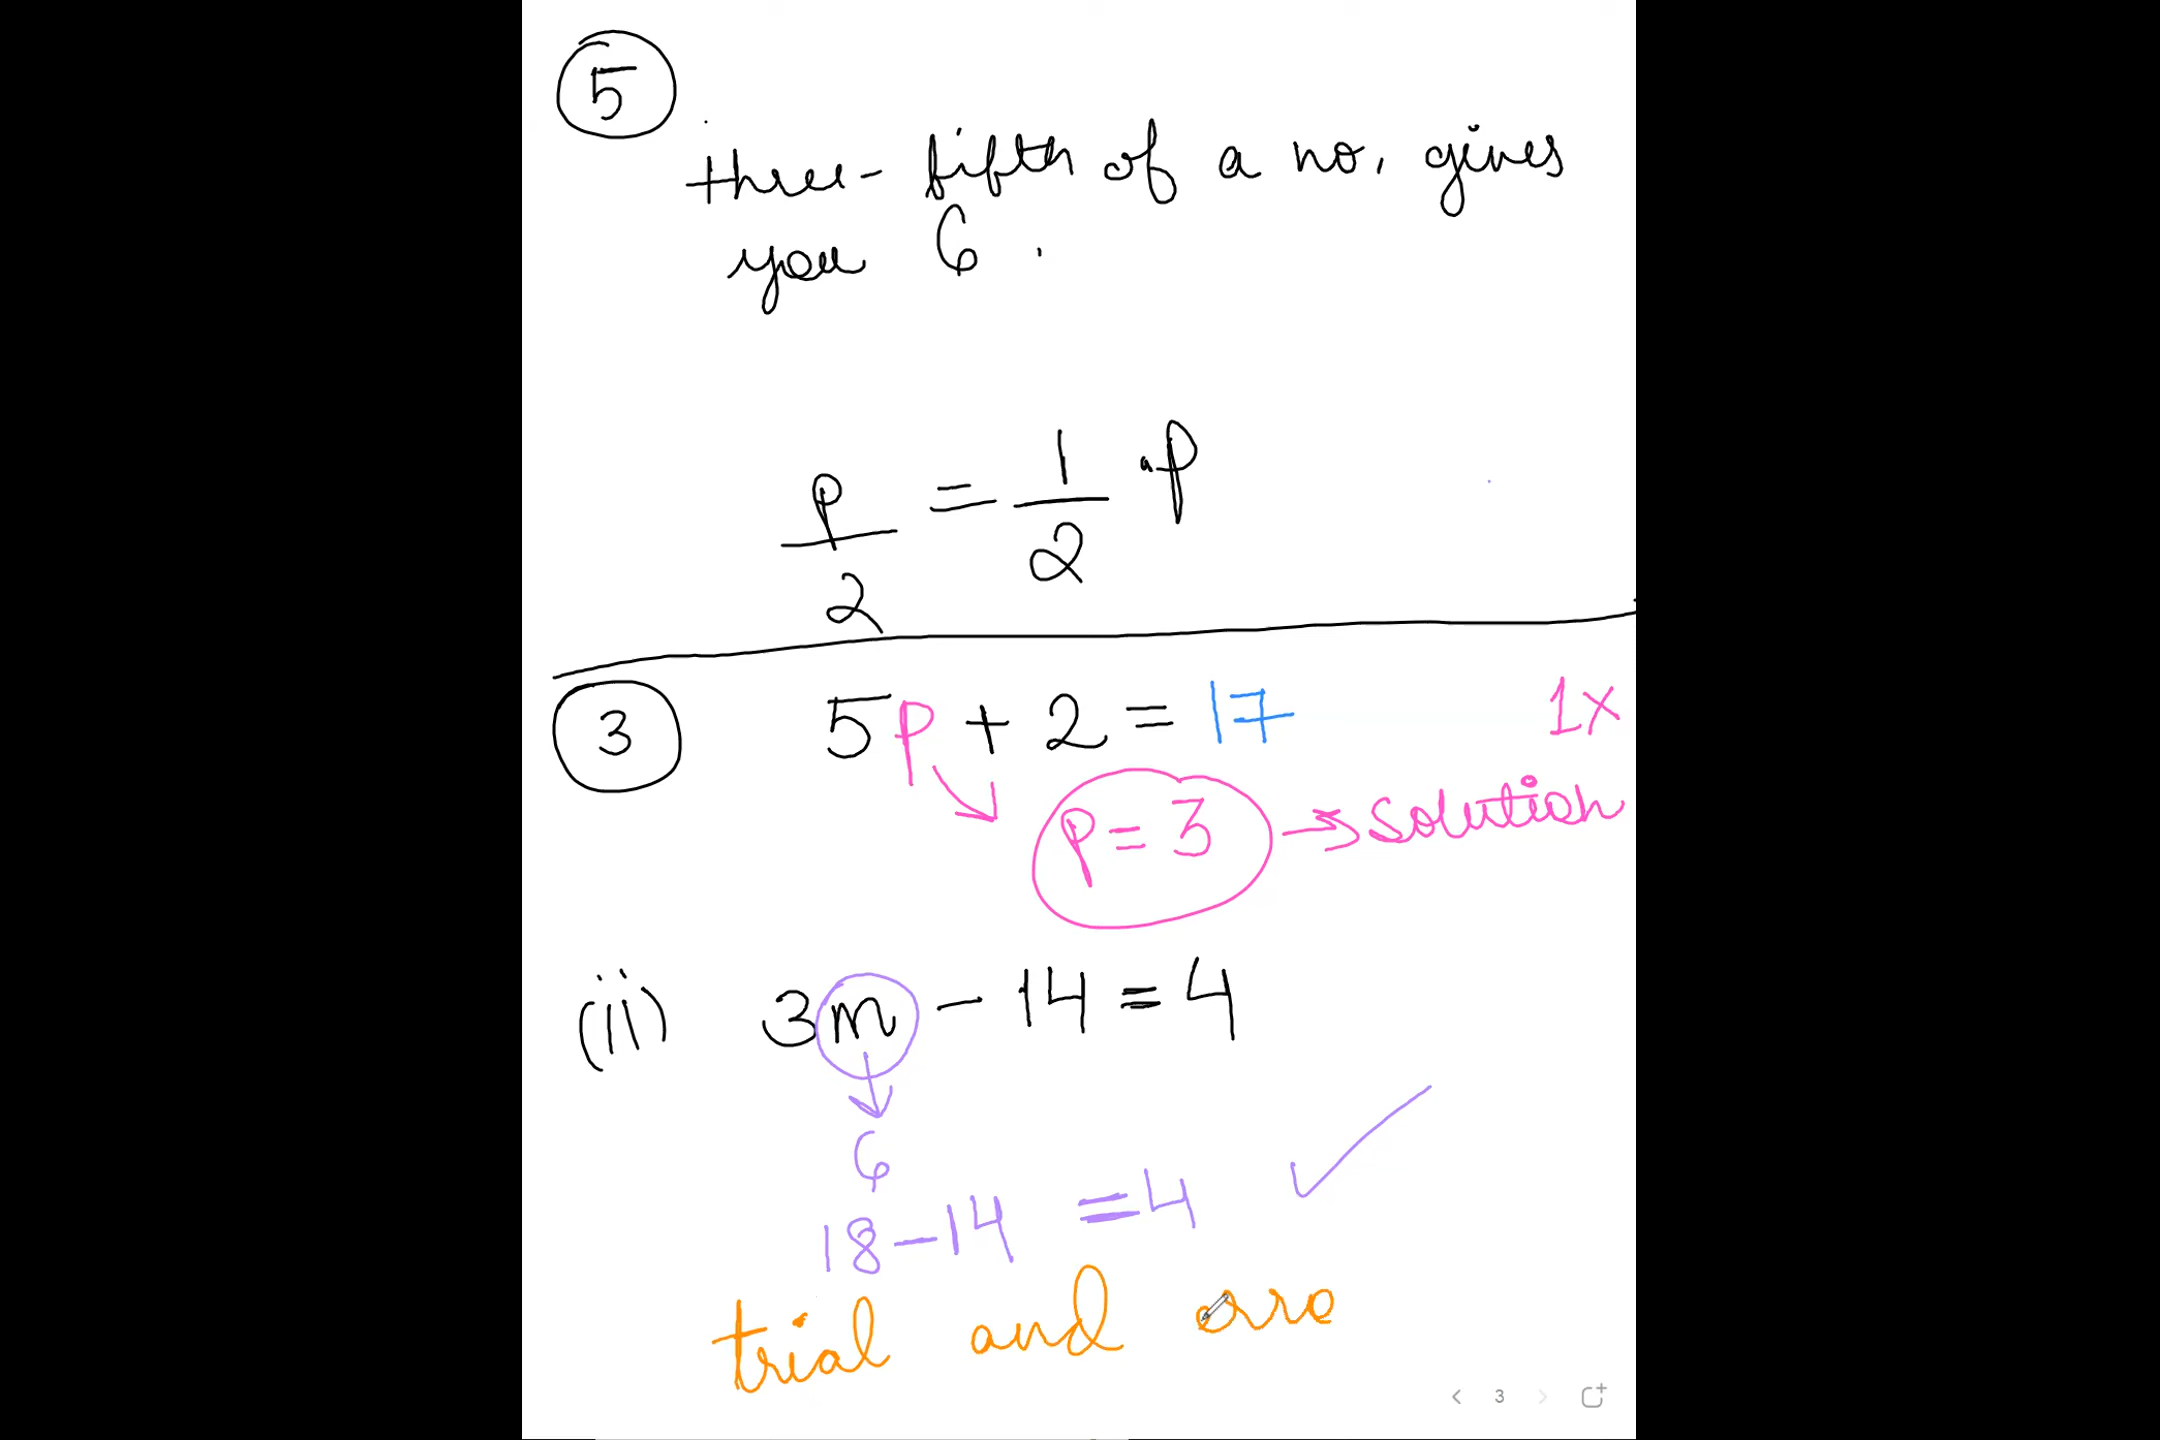 5
three-fifth of a no. gives
you 6.
p/2 = 1/2 p
3 5p + 2 = 17 1x
p = 3 → solution
(ii) 3m - 14 = 4
6
18 - 14 = 4 ✓
trial and
3